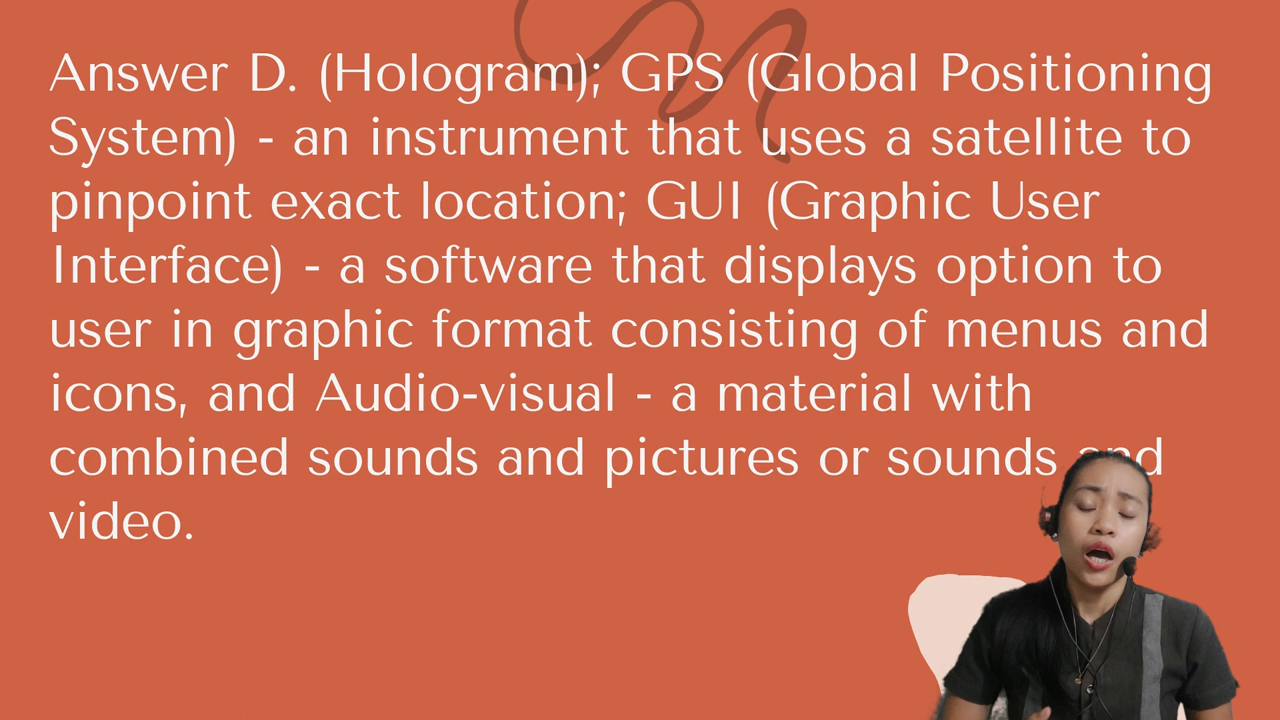 Answer D. (Hologram); GPS (Global Positioning
System) - an instrument that uses a satellite to
pinpoint exact location; GUI (Graphic User
Interface) - a software that displays option to
user in graphic format consisting of menus and
icons, and Audio-visual - a material with
combined sounds and pictures or sounds and
video.